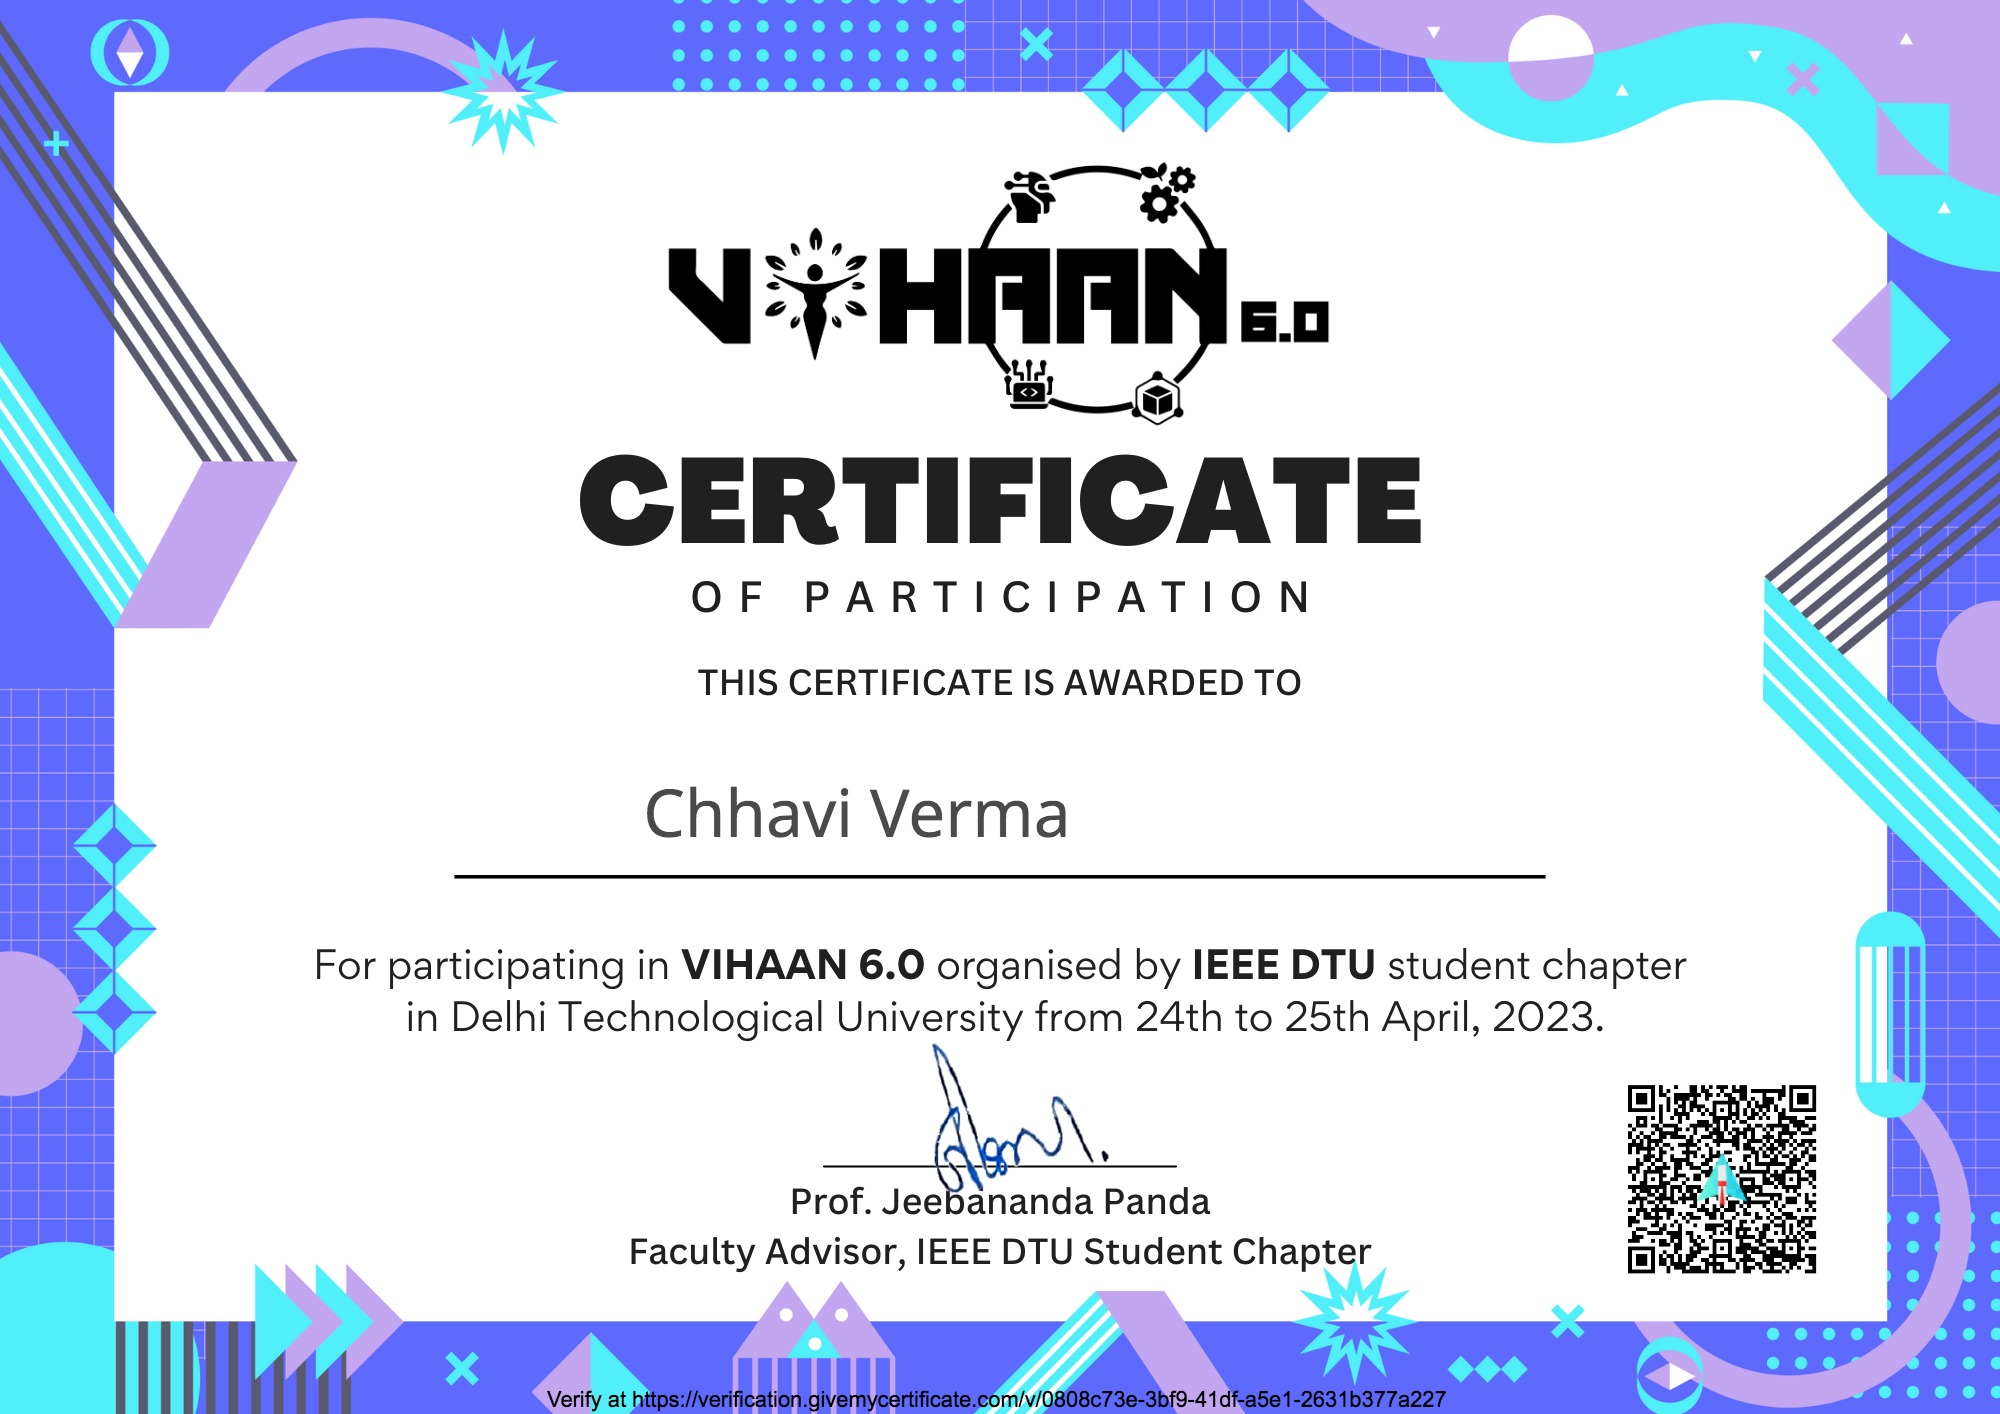 VIHAAN 6.0
CERTIFICATE
OF PARTICIPATION
THIS CERTIFICATE IS AWARDED TO
Chhavi Verma
For participating in VIHAAN 6.0 organised by IEEE DTU student chapter
in Delhi Technological University from 24th to 25th April, 2023.
Prof. Jeebananda Panda
Faculty Advisor, IEEE DTU Student Chapter
Verify at https://verification.givemycertificate.com/v/0808c73e-3bf9-41df-a5e1-2631b377a227